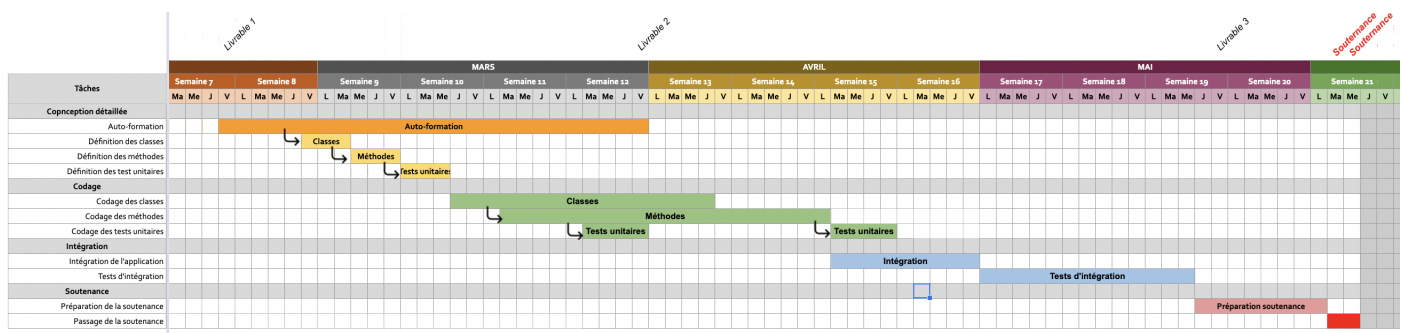 Livrable 1 Livrable 2 Livrable 3 Souternance Souternance
MARS AVRIL MAI
Tâches Semaine 7 Semaine 8 Semaine 9 Semaine 10 Semaine 11 Semaine 12 Semaine 13 Semaine 14 Semaine 15 Semaine 16 Semaine 17 Semaine 18 Semaine 19 Semaine 20 Semaine 21
Ma Me J V L Ma Me J V L Ma Me J V L Ma Me J V L Ma Me J V L Ma Me J V L Ma Me J V L Ma Me J V L Ma Me J V L Ma Me J V L Ma Me J V L Ma Me J V L Ma Me J V L Ma Me J V L Ma Me J V
Copnception détaillée
Auto-formation Auto-formation
Définition des classes Classes
Définition des méthodes Méthodes
Définition des test unitaires Tests unitaires
Codage
Codage des classes Classes
Codage des méthodes Méthodes
Codage des tests unitaires Tests unitaires Tests unitaires
Intégration
Intégration de l'application Intégration
Tests d'intégration Tests d'intégration
Soutenance
Préparation de la soutenance Préparation soutenance
Passage de la soutenance